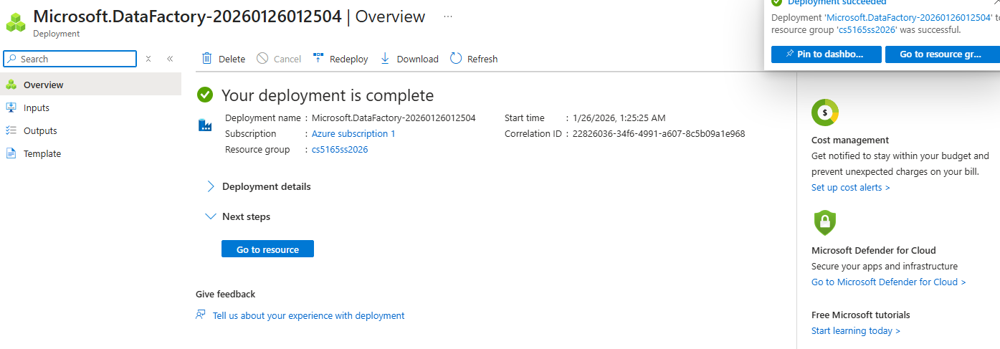 Microsoft.DataFactory-20260126012504 | Overview ...
Deployment
Deployment succeeded
Deployment 'Microsoft.DataFactory-20260126012504' to
resource group 'cs5165ss2026' was successful.
Pin to dashbo...
Go to resource gr...
Search
Delete
Cancel
Redeploy
Download
Refresh
Overview
Inputs
Outputs
Template
Your deployment is complete
Deployment name : Microsoft.DataFactory-20260126012504
Subscription : Azure subscription 1
Resource group : cs5165ss2026
Start time : 1/26/2026, 1:25:25 AM
Correlation ID : 22826036-34f6-4991-a607-8c5b09a1e968
Deployment details
Next steps
Go to resource
Give feedback
Tell us about your experience with deployment
$
Cost management
Get notified to stay within your budget and
prevent unexpected charges on your bill.
Set up cost alerts >
Microsoft Defender for Cloud
Secure your apps and infrastructure
Go to Microsoft Defender for Cloud >
Free Microsoft tutorials
Start learning today >